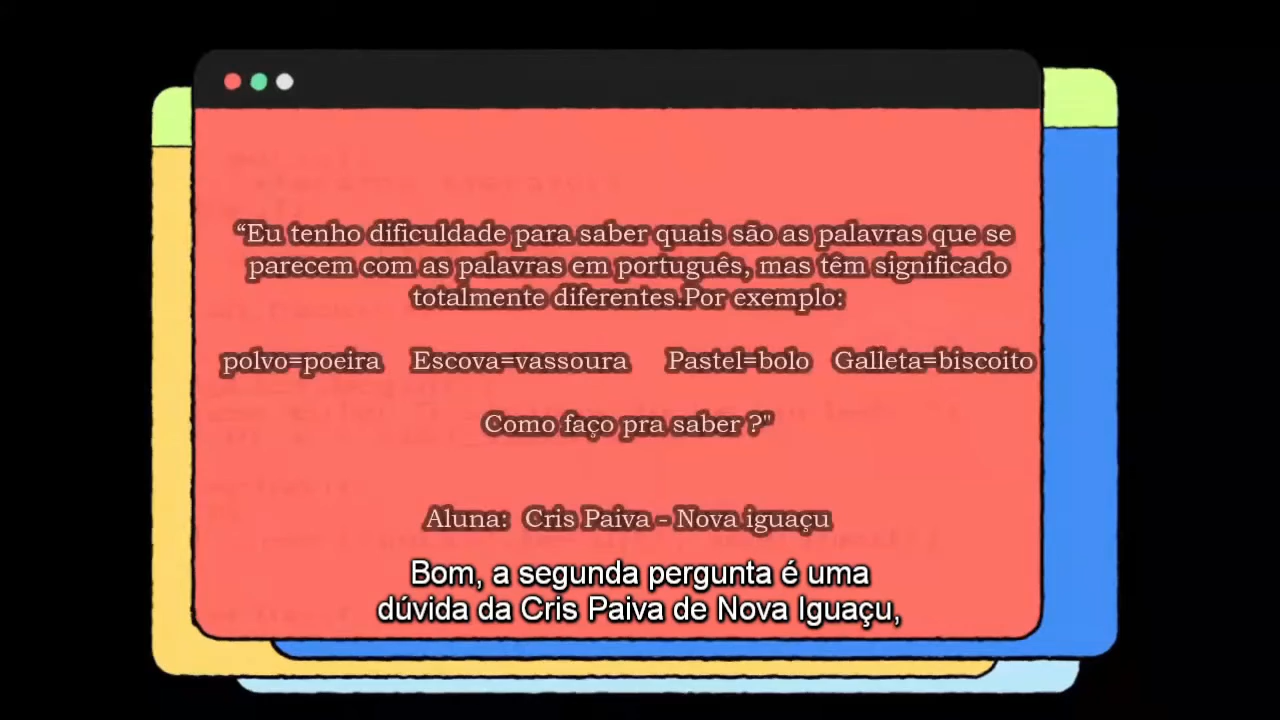 “Eu tenho dificuldade para saber quais são as palavras que se
parecem com as palavras em português, mas têm significado
totalmente diferentes.Por exemplo:
polvo=poeira Escova=vassoura Pastel=bolo Galleta=biscoito
Como faço pra saber ?"
Aluna: Cris Paiva - Nova iguaçu
Bom, a segunda pergunta é uma
dúvida da Cris Paiva de Nova Iguaçu,